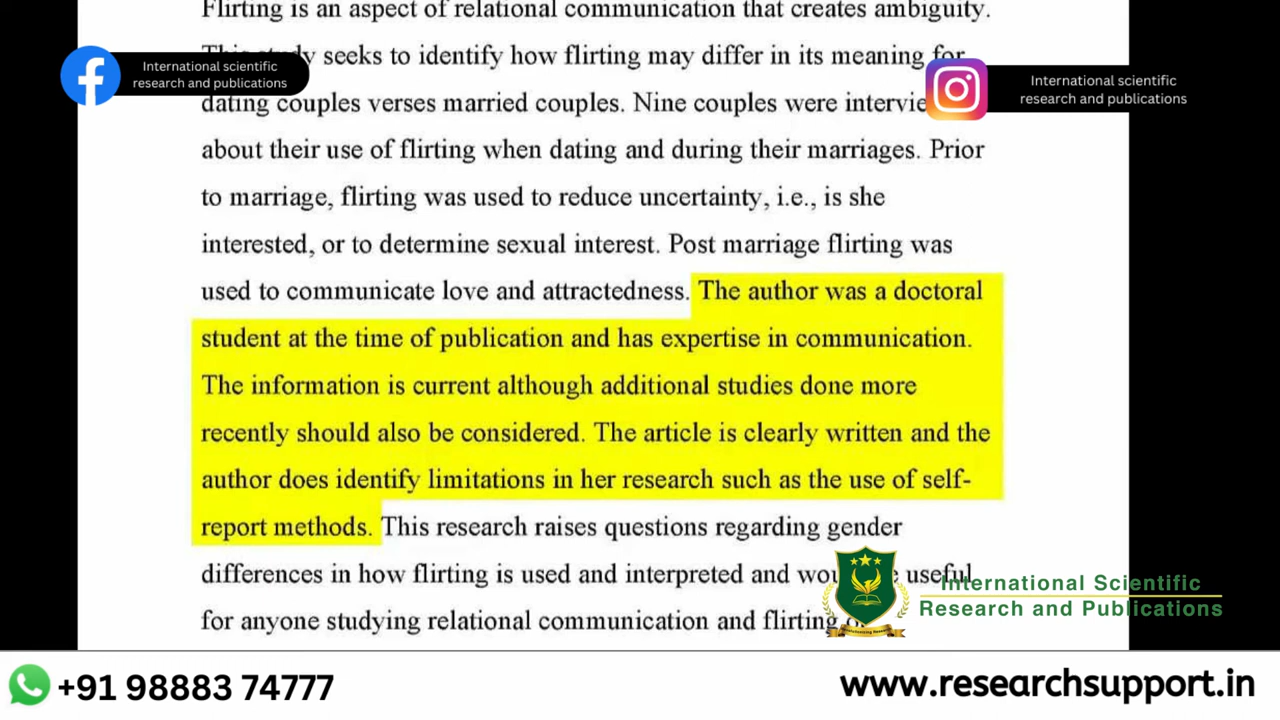 Flirting is an aspect of relational communication that creates ambiguity.
This study seeks to identify how flirting may differ in its meaning for
International scientific
research and publications
International scientific
research and publications
dating couples verses married couples. Nine couples were
about their use of flirting when dating and during their marriages. Prior
to marriage, flirting was used to reduce uncertainty, i.e., is she
interested, or to determine sexual interest. Post marriage flirting was
used to communicate love and attractedness. The author was a doctoral
student at the time of publication and has expertise in communication.
The information is current although additional studies done more
recently should also be considered. The article is clearly written and the
author does identify limitations in her research such as the use of self-
report methods. This research raises questions regarding gender
differences in how flirting is used and interpreted and useful
for anyone studying relational communication and flirting
International Scientific
Research and Publications
+91 98883 74777
www.researchsupport.in